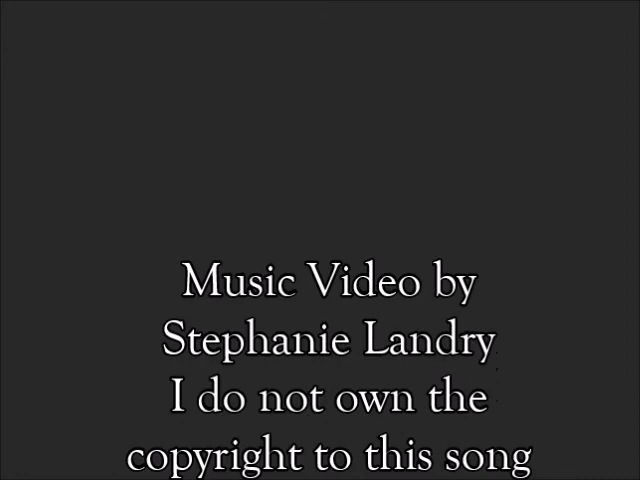 Music Video by
Stephanie Landry
I do not own the
copyright to this song